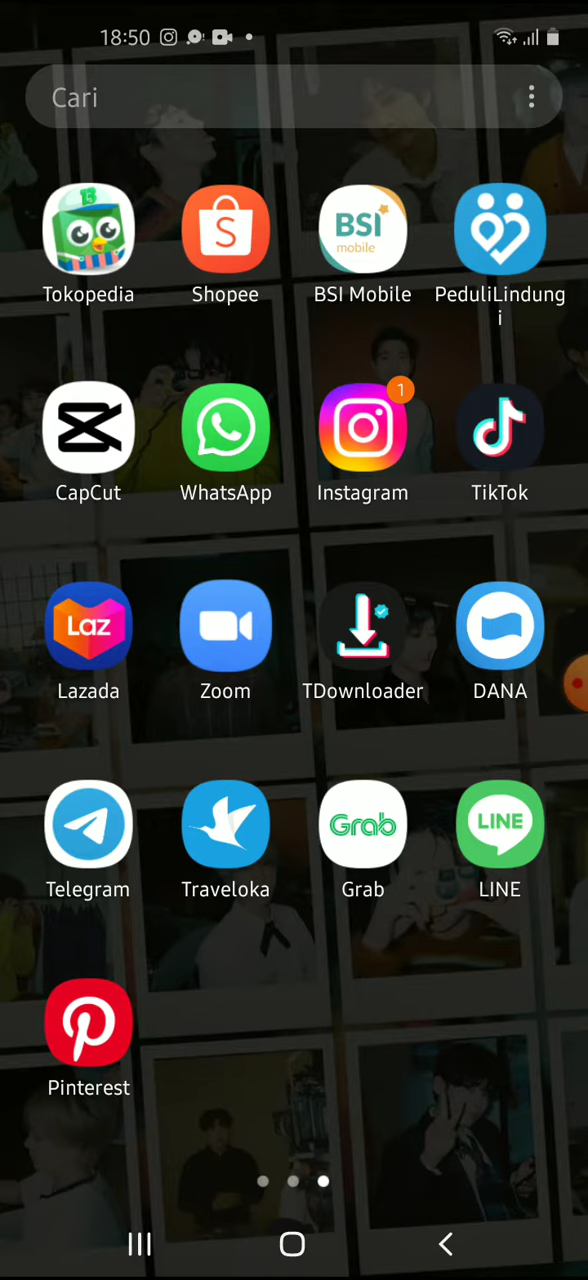 18:50
Cari
13
S
BSI
mobile
Tokopedia
Shopee
BSI Mobile
PeduliLindung
i
1
CapCut
WhatsApp
Instagram
TikTok
Laz
Lazada
Zoom
TDownloader
DANA
Grab
LINE
Telegram
Traveloka
Grab
LINE
Pinterest